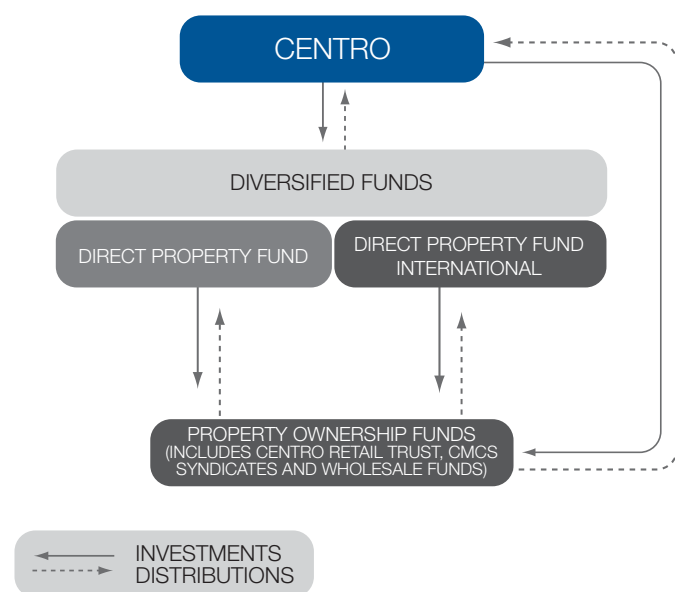 CENTRO
DIVERSIFIED FUNDS
DIRECT PROPERTY FUND
DIRECT PROPERTY FUND
INTERNATIONAL
PROPERTY OWNERSHIP FUNDS
(INCLUDES CENTRO RETAIL TRUST, CMCS
SYNDICATES AND WHOLESALE FUNDS)
INVESTMENTS
DISTRIBUTIONS